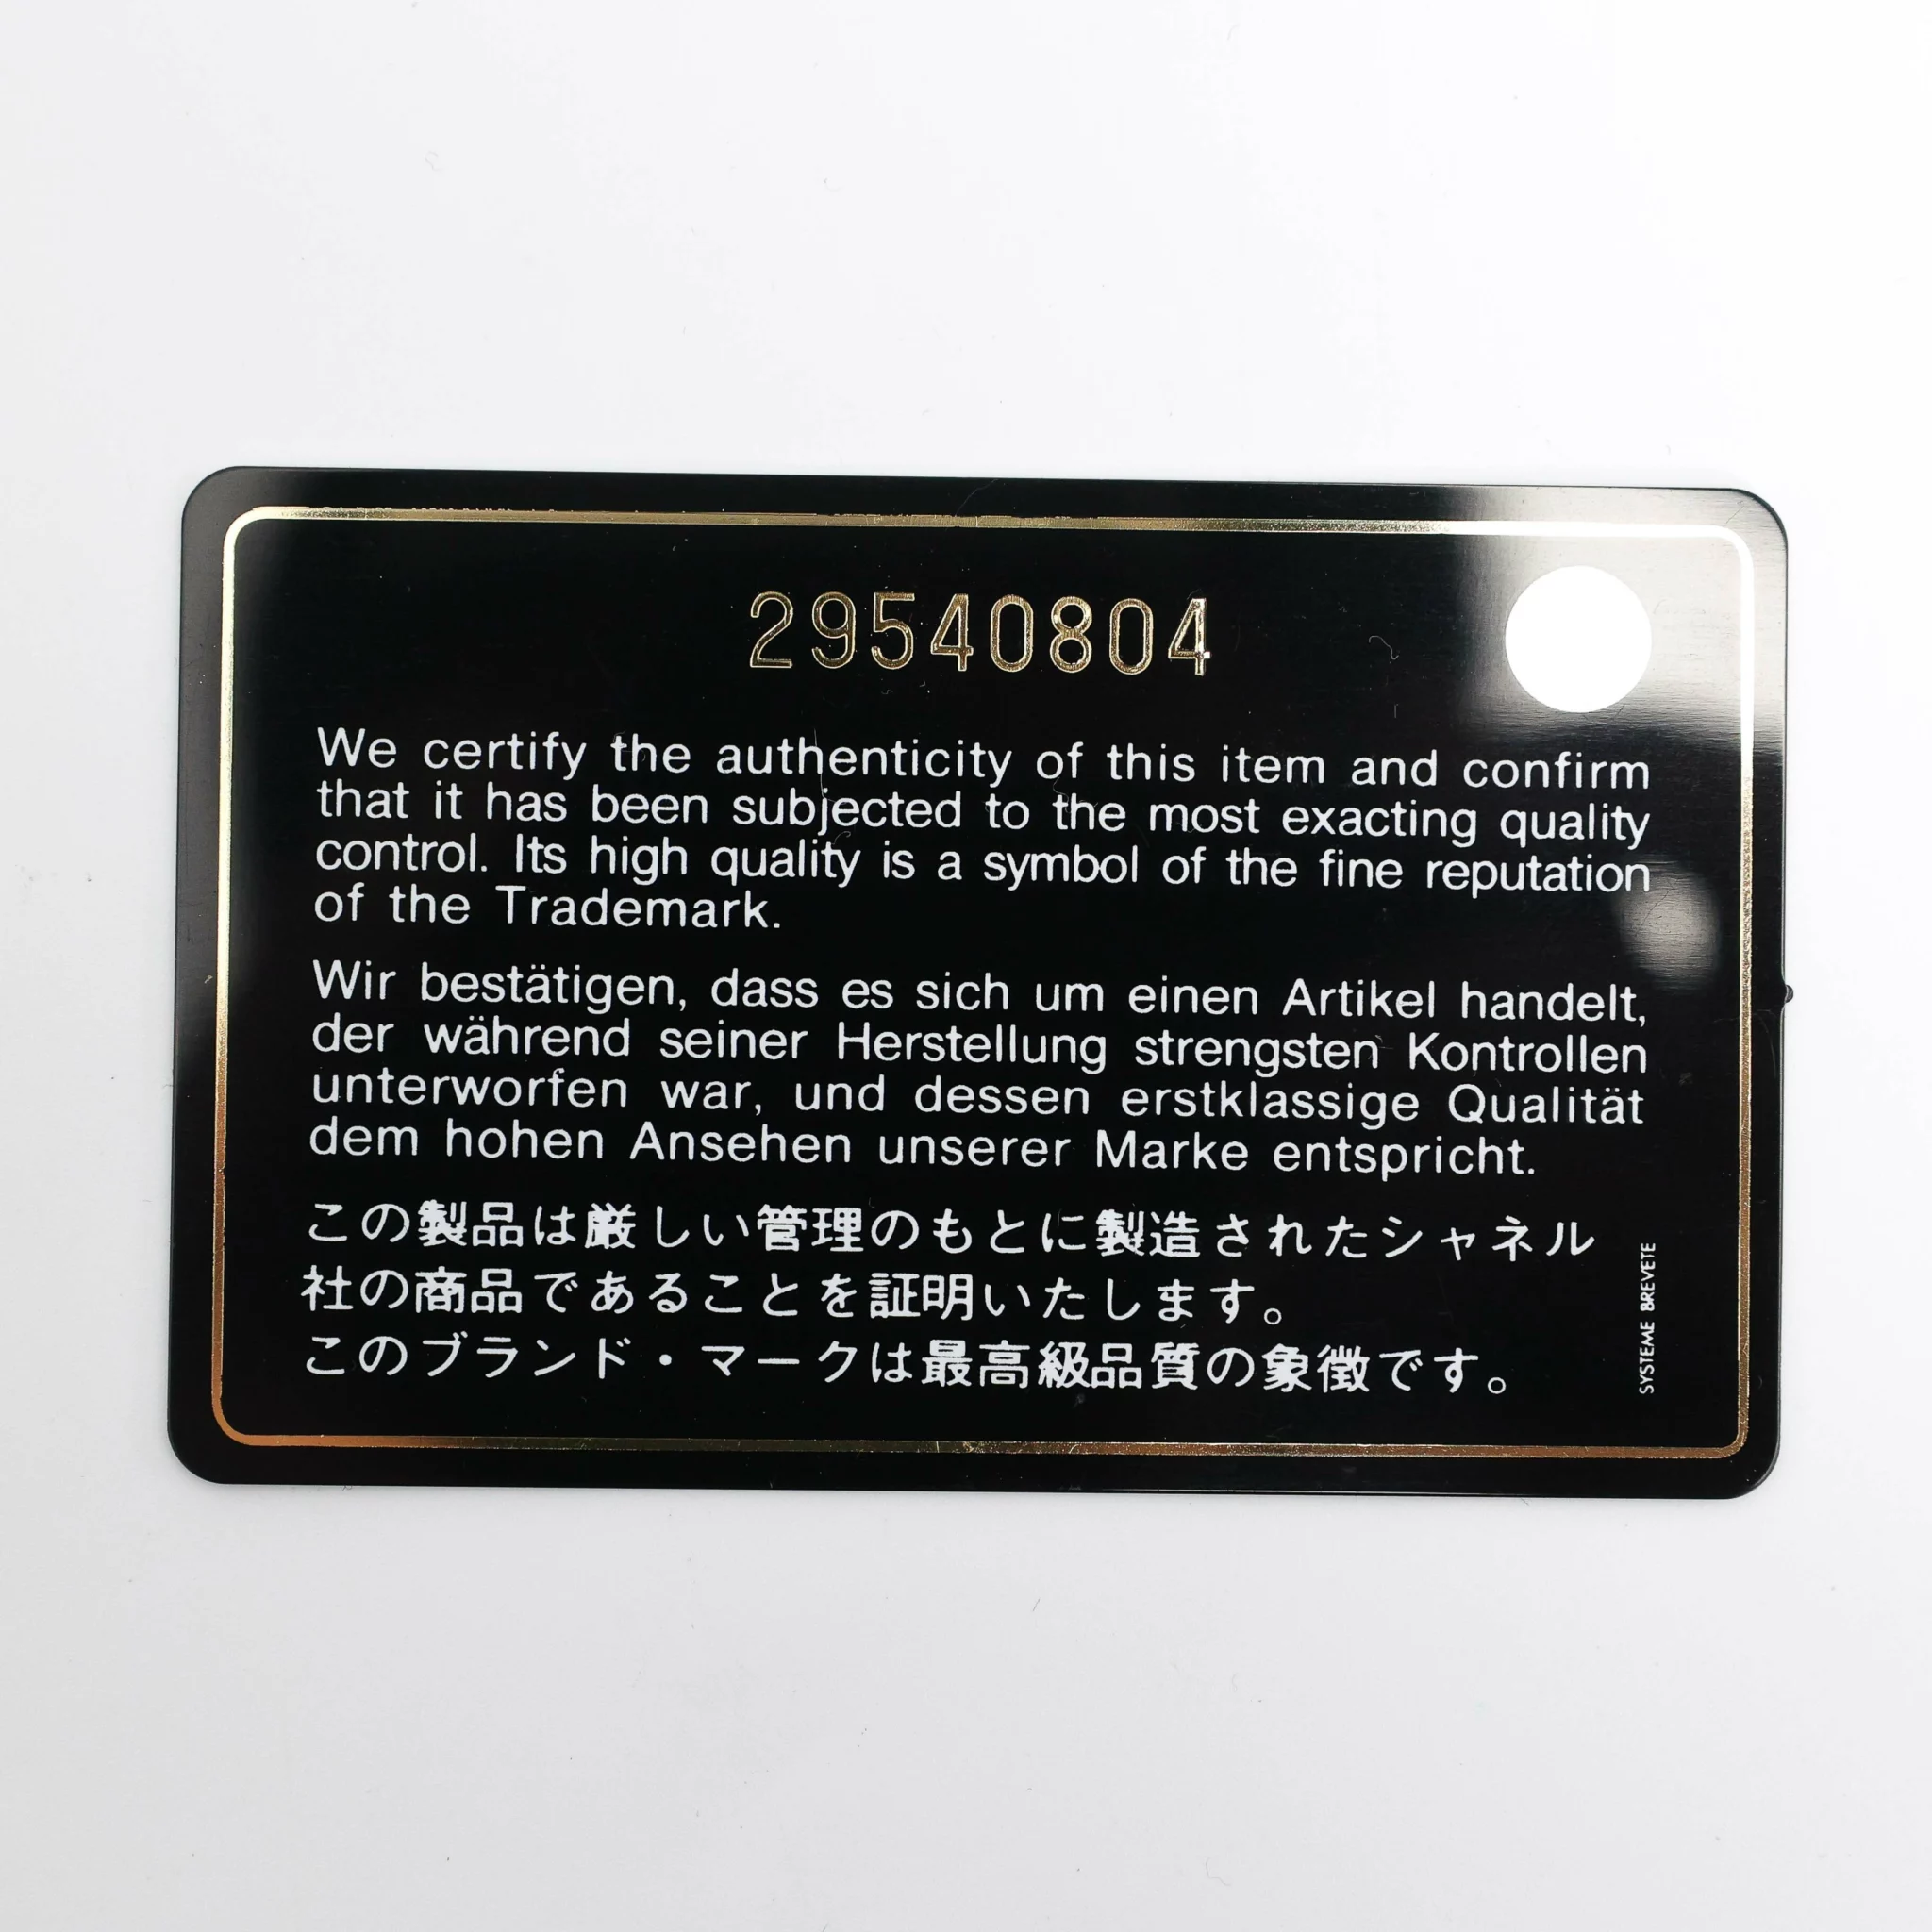 29540804
We certify the authenticity of this item and confirm
that it has been subjected to the most exacting quality
control. Its high quality is a symbol of the fine reputation
of the Trademark.
Wir bestätigen, dass es sich um einen Artikel handelt,
der während seiner Herstellung strengsten Kontrollen
unterworfen war, und dessen erstklassige Qualität
dem hohen Ansehen unserer Marke entspricht.
この製品は厳しい管理のもとに製造されたシャネル
社の商品であることを証明いたします。
このブランド・マークは最高級品質の象徴です。
SYSTEME BREVETE